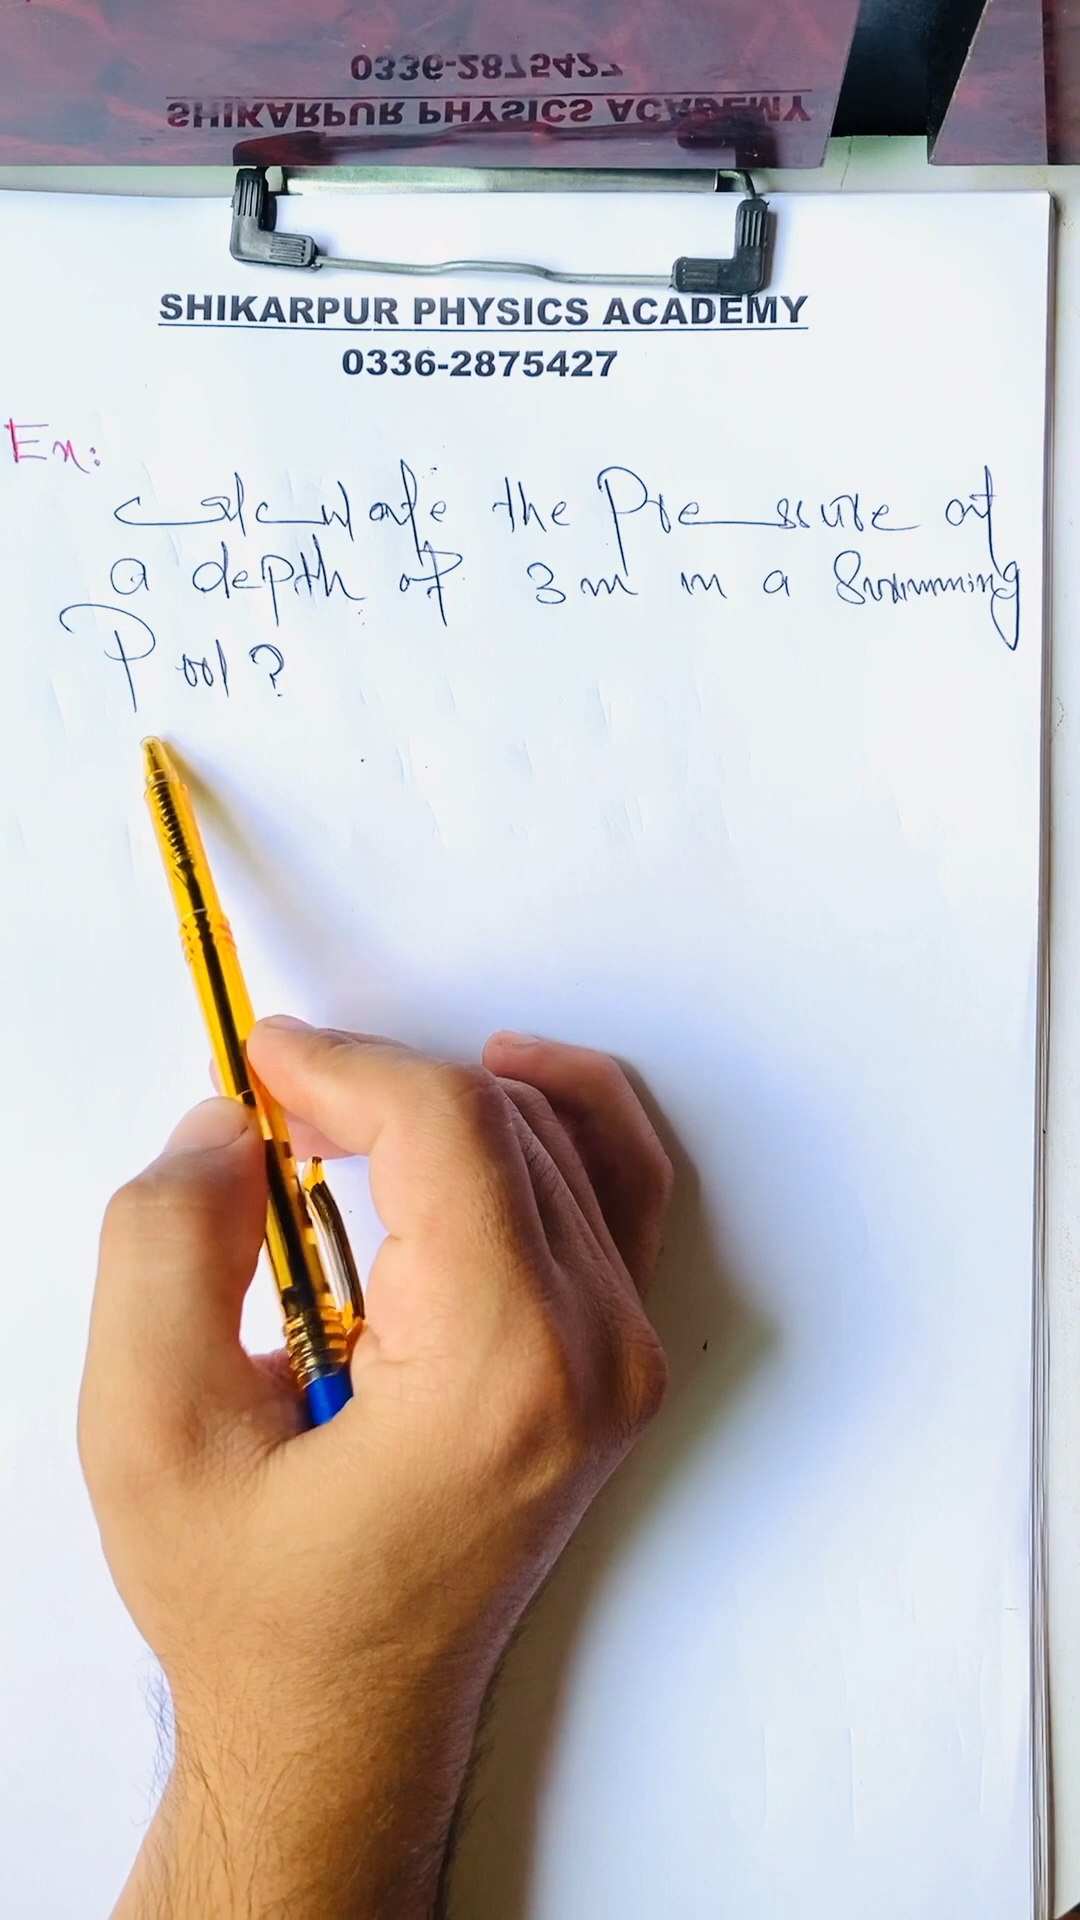 0336-2875427
SHIKARPUR PHYSICS ACADEMY
SHIKARPUR PHYSICS ACADEMY
0336-2875427
Ex:
Calculate the Pressure at
a depth of 3m in a Swimming
Pool?